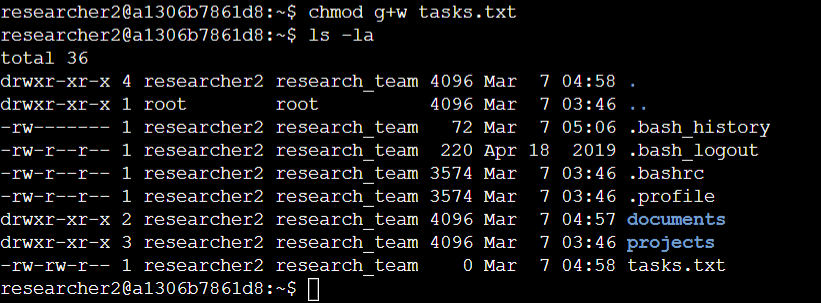 researcher2@a1306b7861d8:~$ chmod g+w tasks.txt
researcher2@a1306b7861d8:~$ ls -la
total 36
drwxr-xr-x 4 researcher2 research_team 4096 Mar  7 04:58 .
drwxr-xr-x 1 root        root          4096 Mar  7 03:46 ..
-rw------- 1 researcher2 research_team   72 Mar  7 05:06 .bash_history
-rw-r--r-- 1 researcher2 research_team  220 Apr 18  2019 .bash_logout
-rw-r--r-- 1 researcher2 research_team 3574 Mar  7 03:46 .bashrc
-rw-r--r-- 1 researcher2 research_team 3574 Mar  7 03:46 .profile
drwxr-xr-x 2 researcher2 research_team 4096 Mar  7 04:57 documents
drwxr-xr-x 3 researcher2 research_team 4096 Mar  7 03:46 projects
-rw-rw-r-- 1 researcher2 research_team    0 Mar  7 04:58 tasks.txt
researcher2@a1306b7861d8:~$